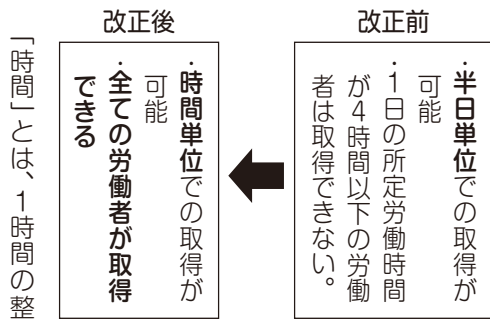 改正前
・半日単位での取得が
可能
・1日の所定労働時間
が4時間以下の労働
者は取得できない。
改正後
・時間単位での取得が
可能
・全ての労働者が取得
できる
「時間」とは、1時間の整